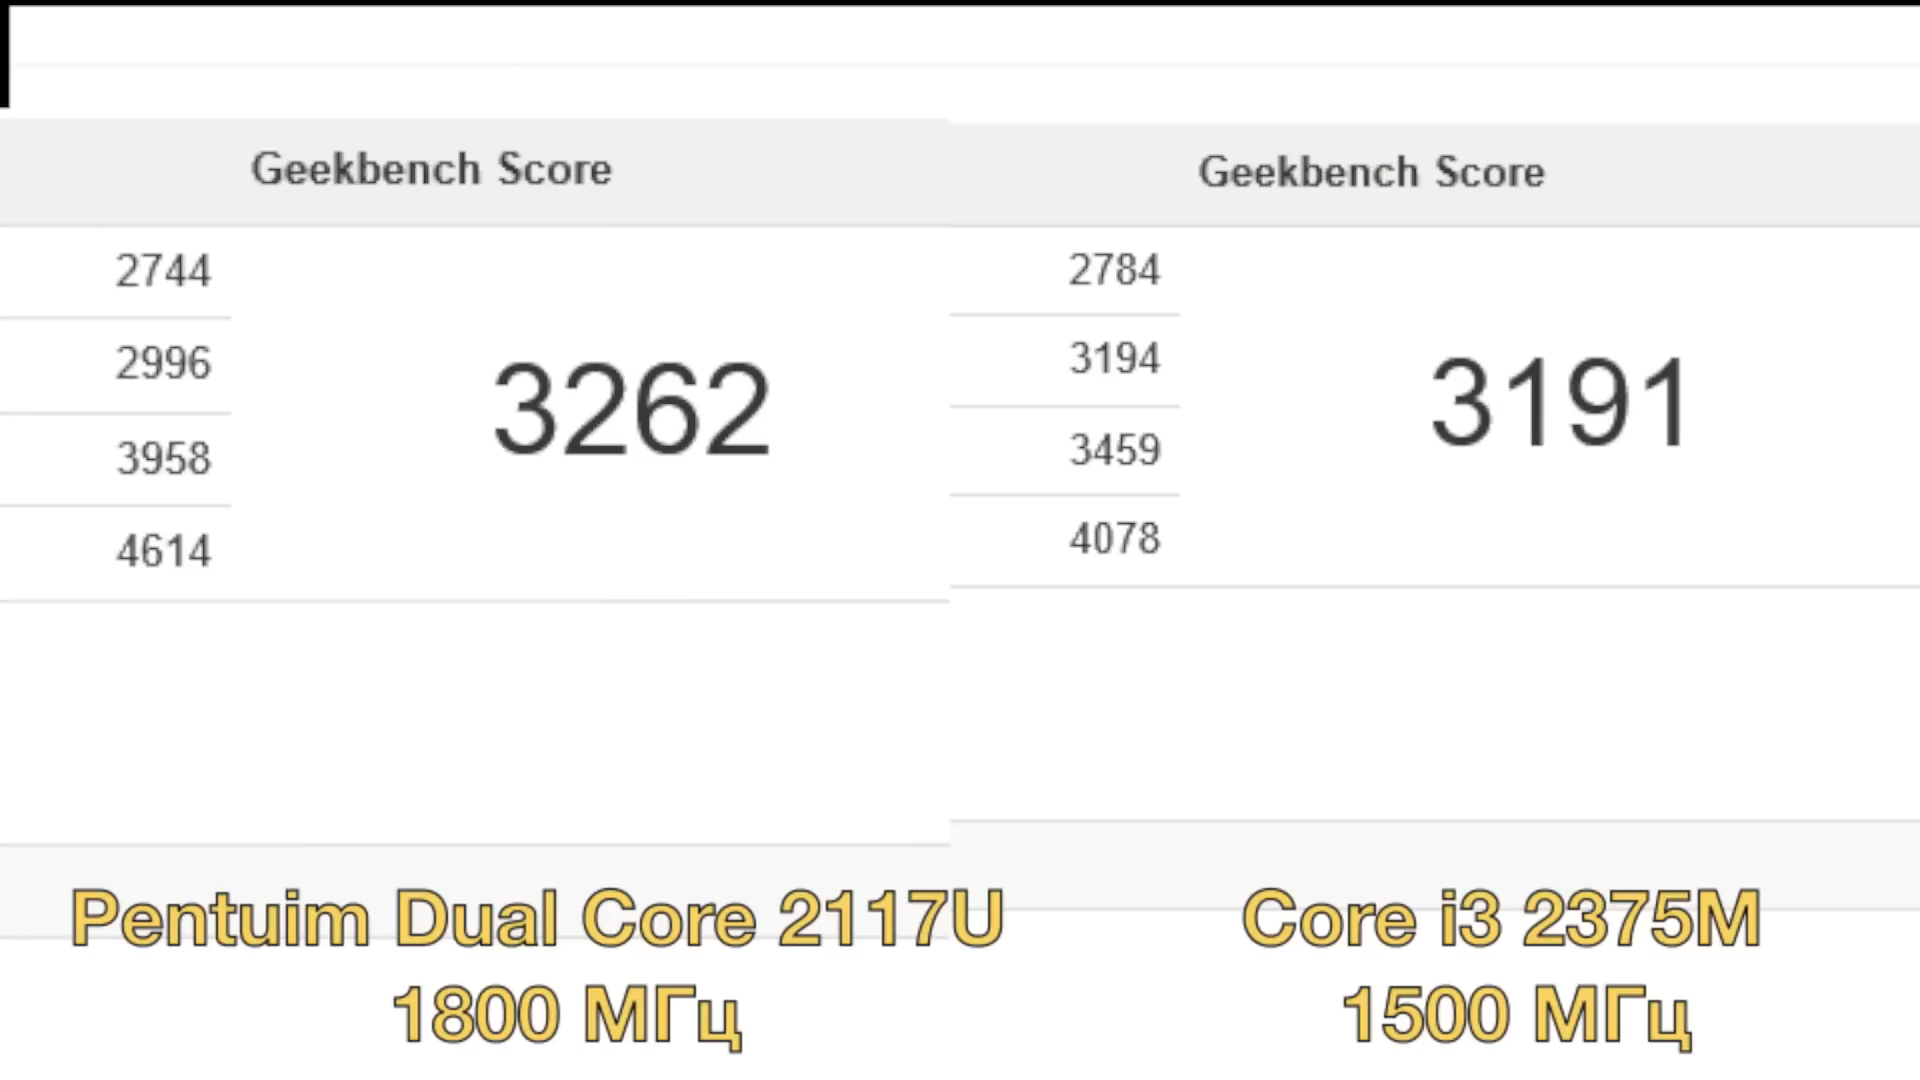 Geekbench Score
2744
2996
3262
3958
4614
Geekbench Score
2784
3194
3191
3459
4078
Pentuim Dual Core 2117U
1800 МГц
Core i3 2375M
1500 МГц